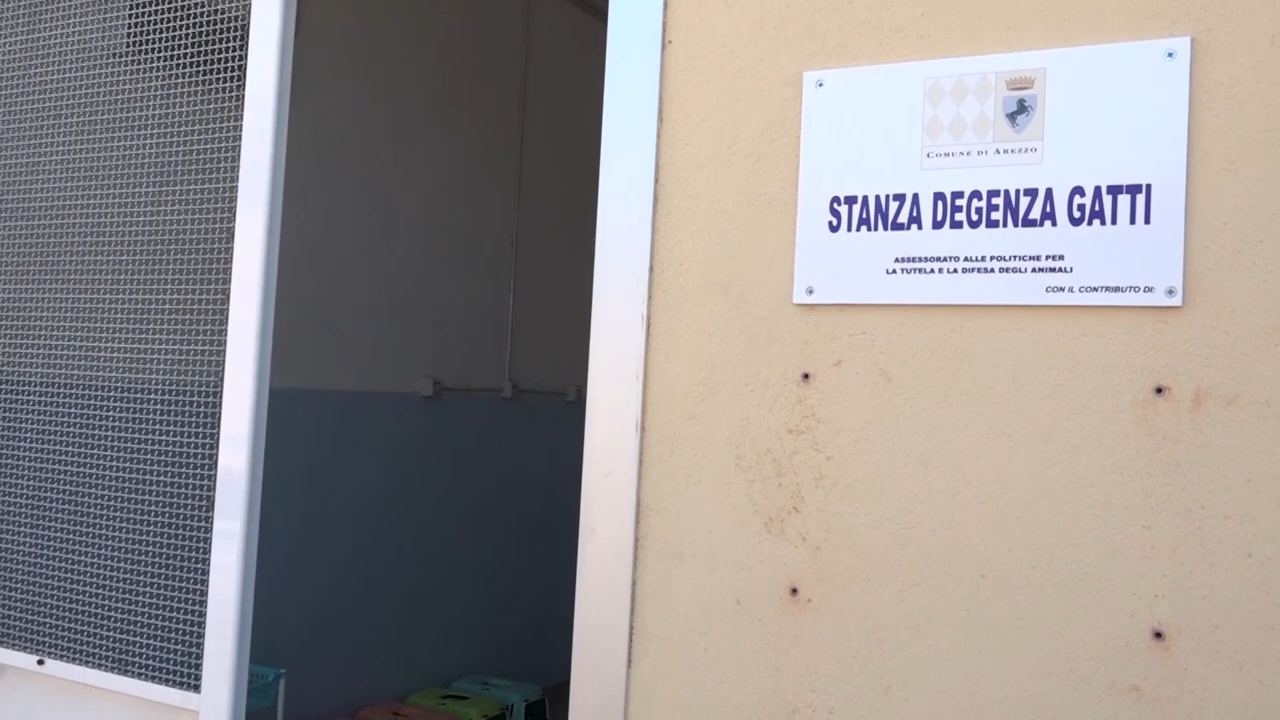 COMUNE DI AREZZO
STANZA DEGENZA GATTI
ASSESSORATO ALLE POLITICHE PER
LA TUTELA E LA DIFESA DEGLI ANIMALI
CON IL CONTRIBUTO DI: